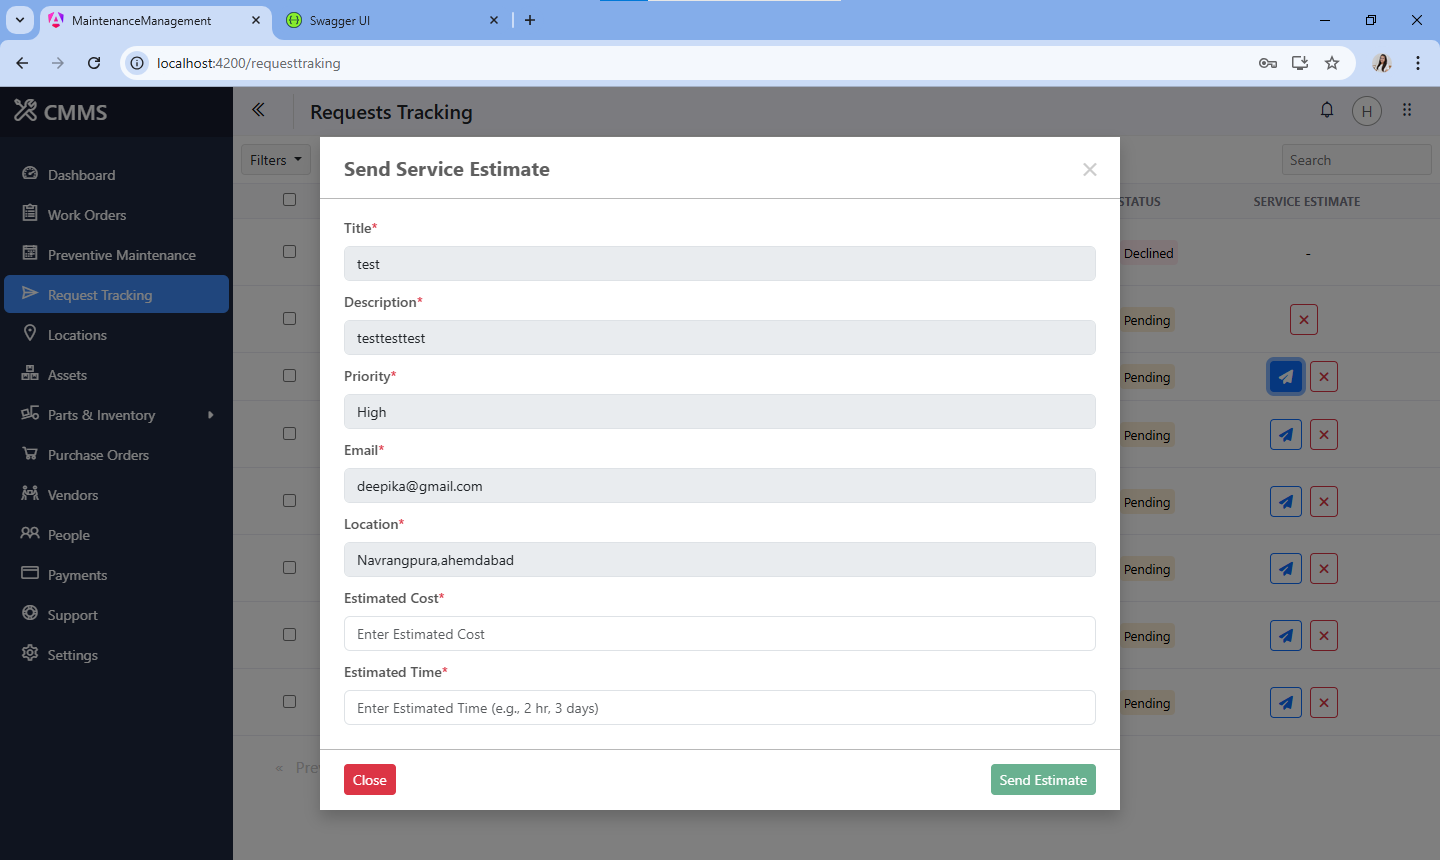 MaintenanceManagement
Swagger UI
localhost:4200/requesttraking
CMMS
Requests Tracking
H
Dashboard
Work Orders
Preventive Maintenance
Request Tracking
Locations
Assets
Parts & Inventory
Purchase Orders
Vendors
People
Payments
Support
Settings
Filters
Search
STATUS
SERVICE ESTIMATE
Declined
-
Pending
Pending
Pending
Pending
Pending
Pending
Pending
« Pre
Send Service Estimate
Title*
test
Description*
testtesttest
Priority*
High
Email*
deepika@gmail.com
Location*
Navrangpura,ahemdabad
Estimated Cost*
Enter Estimated Cost
Estimated Time*
Enter Estimated Time (e.g., 2 hr, 3 days)
Close
Send Estimate